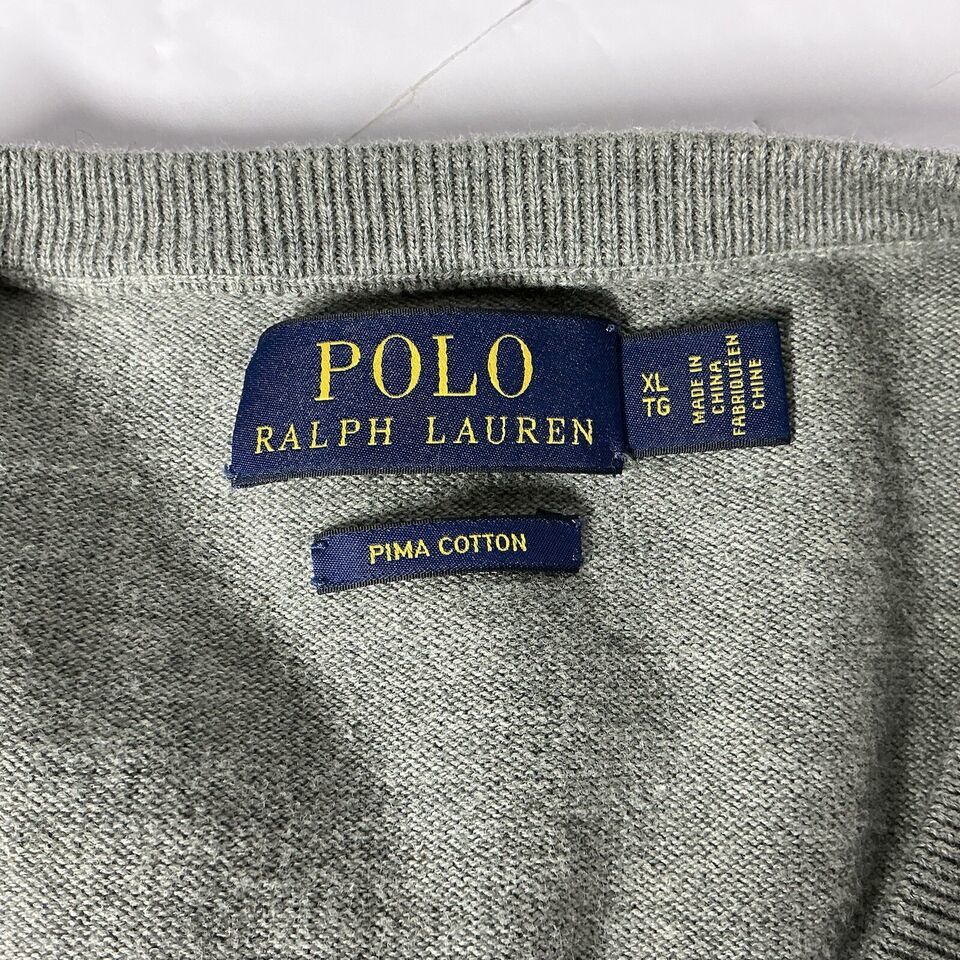 POLO
RALPH LAUREN
XL
TG
MADE IN
CHINA
FABRIQUÉ EN
CHINE
PIMA COTTON